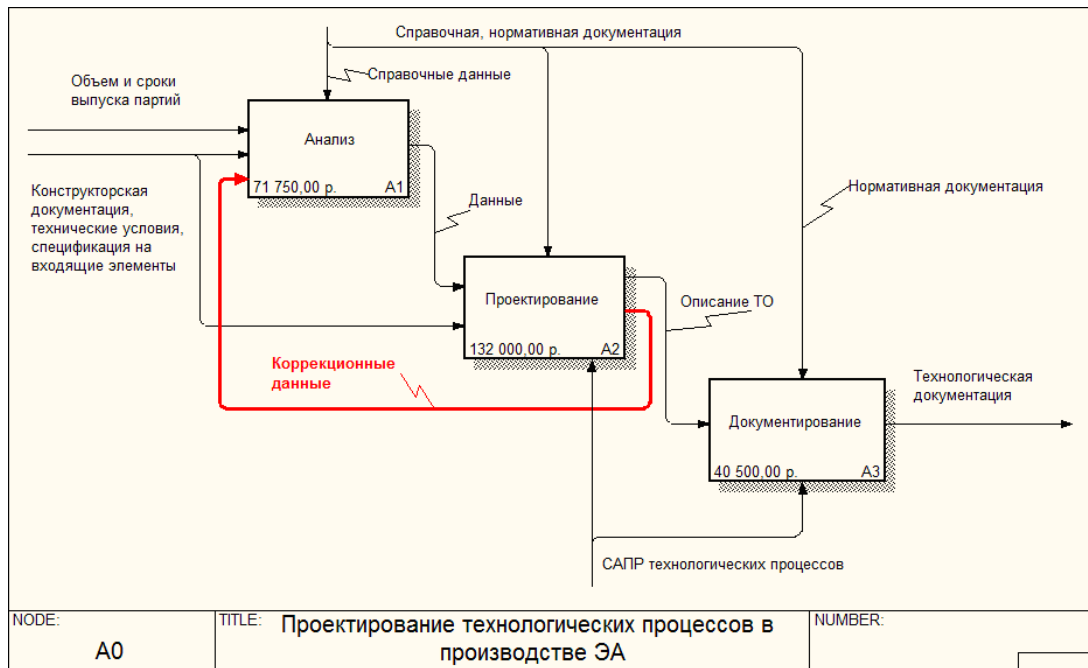 Справочная, нормативная документация
Справочные данные
Объем и сроки
выпуска партий
Анализ
71 750,00 р. A1
Конструкторская
документация,
технические условия,
спецификация на
входящие элементы
Данные
Нормативная документация
Проектирование
132 000,00 р. A2
Описание ТО
Коррекционные
данные
Технологическая
документация
Документирование
40 500,00 р. A3
САПР технологических процессов
NODE:
A0
TITLE: Проектирование технологических процессов в
производстве ЭА
NUMBER: